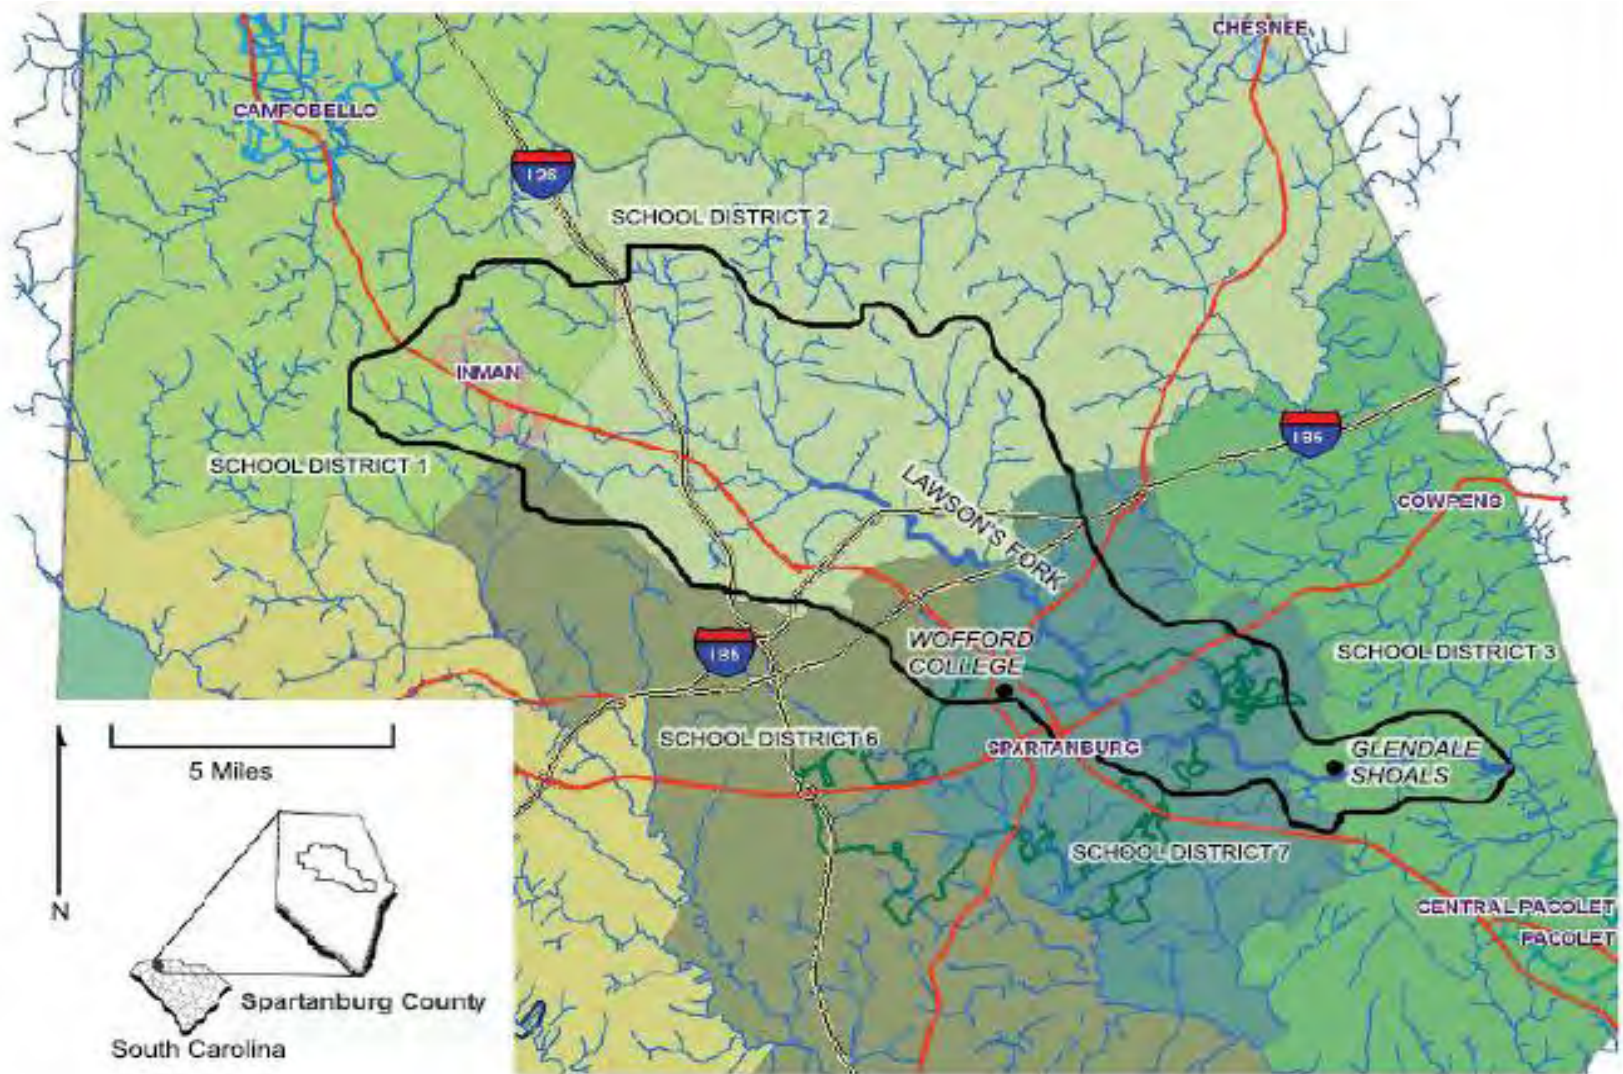 CHESNEE
CAMPOBELLO
I 26
SCHOOL DISTRICT 2
INMAN
I 85
SCHOOL DISTRICT 1
COWPENS
LAWSON'S FORK
WOFFORD
COLLEGE
I 85
SCHOOL DISTRICT 3
SCHOOL DISTRICT 6
SPARTANBURG
GLENDALE
SHOALS
5 Miles
SCHOOL DISTRICT 7
N
CENTRAL PACOLET
PACOLET
Spartanburg County
South Carolina